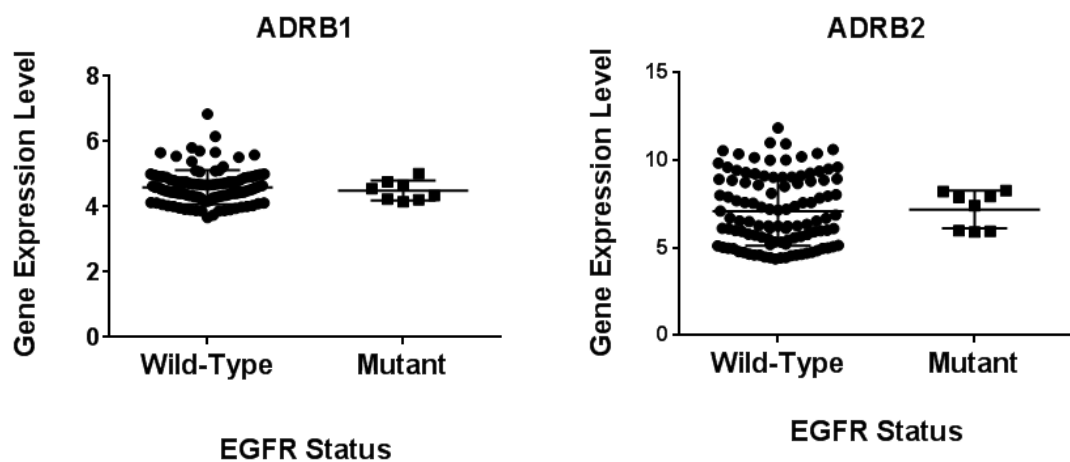 ADRB1
Gene Expression Level
8
6
4
2
0
Wild-Type
Mutant
EGFR Status
ADRB2
Gene Expression Level
15
10
5
0
Wild-Type
Mutant
EGFR Status